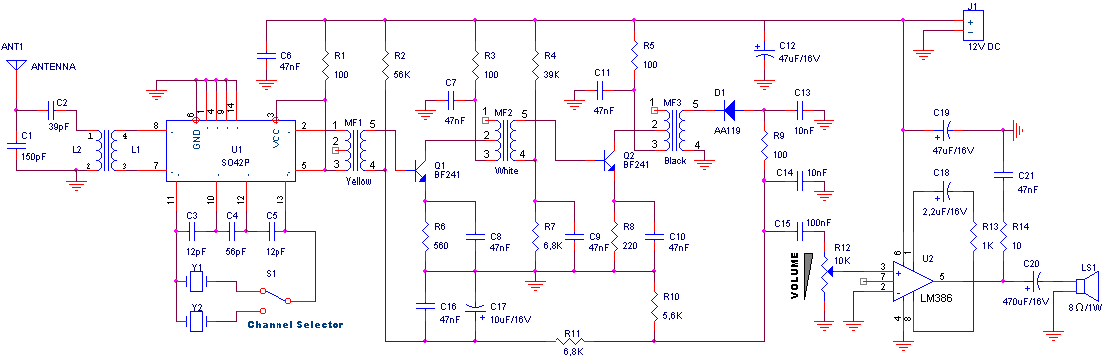 ANT1
ANTENNA
C2
39pF
C1
150pF
L2
L1
1
2
4
3
8
7
6
1
4
9
14
3
GND
VCC
U1
SO42P
2
5
11
10
12
13
C3
12pF
C4
56pF
C5
12pF
Y1
Y2
S1
Channel Selector
C6
47nF
R1
100
R2
56K
MF1
1
2
3
5
4
Yellow
C7
47nF
R3
100
Q1
BF241
R6
560
C8
47nF
C16
47nF
C17
10uF/16V
MF2
1
2
3
5
4
White
R4
39K
R7
6,8K
C9
47nF
C11
47nF
R5
100
Q2
BF241
R8
220
C10
47nF
R10
5,6K
R11
6,8K
MF3
1
2
3
5
4
Black
D1
AA119
C12
47uF/16V
C13
10nF
R9
100
C14
10nF
C15
100nF
R12
10K
VOLUME
J1
12V DC
C19
47uF/16V
C18
2,2uF/16V
C21
47nF
R13
1K
R14
10
U2
LM386
3
7
2
6
1
5
4
8
C20
470uF/16V
LS1
8Ω/1W